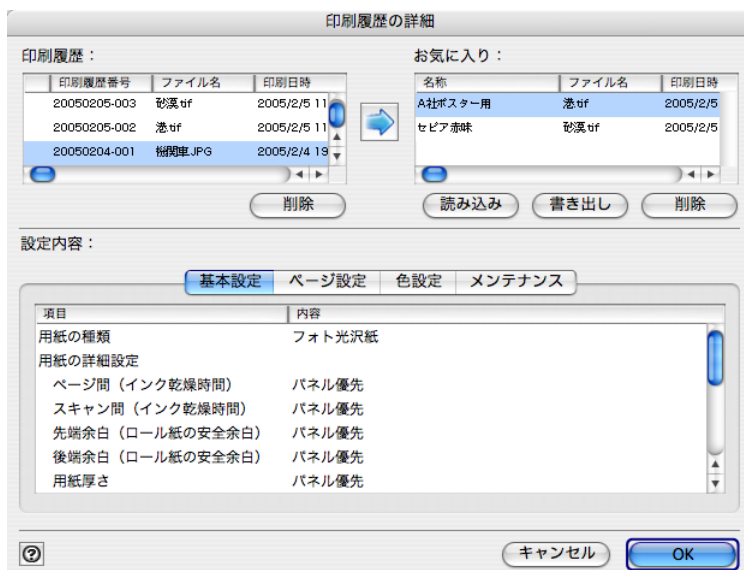 印刷履歴の詳細
印刷履歴：
印刷履歴番号 ファイル名 印刷日時
20050205-003 砂漠.tif 2005/2/5 11
20050205-002 港.tif 2005/2/5 11
20050204-001 機関車.JPG 2005/2/4 19
削除
お気に入り：
名称 ファイル名 印刷日時
A社ポスター用 港.tif 2005/2/5
セピア赤味 砂漠.tif 2005/2/5
読み込み 書き出し 削除
設定内容：
基本設定 ページ設定 色設定 メンテナンス
項目 内容
用紙の種類 フォト光沢紙
用紙の詳細設定
ページ間（インク乾燥時間） パネル優先
スキャン間（インク乾燥時間） パネル優先
先端余白（ロール紙の安全余白） パネル優先
後端余白（ロール紙の安全余白） パネル優先
用紙厚さ パネル優先
? キャンセル OK